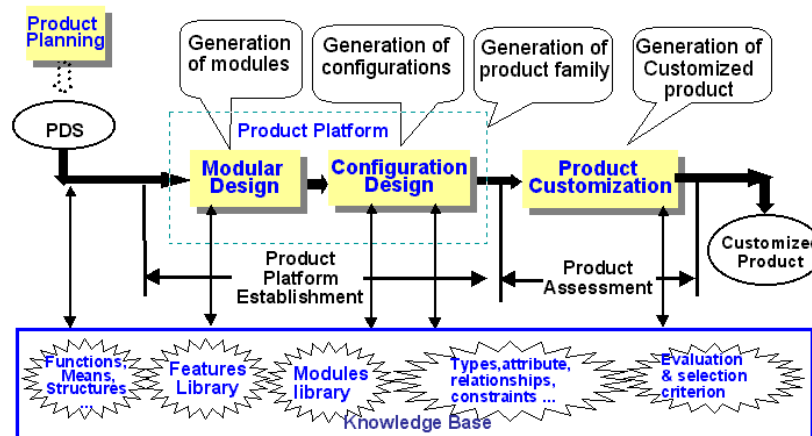 Product
Planning
Generation
of modules
Generation of
configurations
Generation of
product family
Generation of
Customized
product
PDS
Product Platform
Modular
Design
Configuration
Design
Product
Customization
Customized
Product
Product
Platform
Establishment
Product
Assessment
Functions,
Means,
Structures
...
Features
Library
Modules
library
Types,attribute,
relationships,
constraints ...
Evaluation
& selection
criterion
Knowledge Base